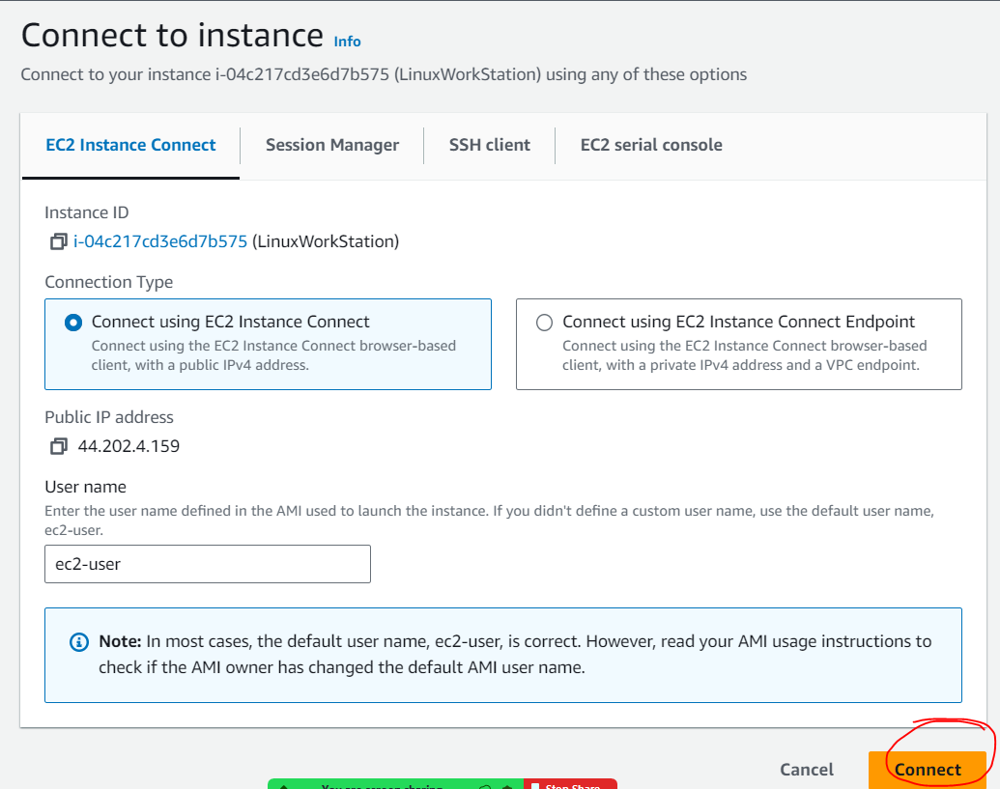 Connect to instance Info
Connect to your instance i-04c217cd3e6d7b575 (LinuxWorkStation) using any of these options
EC2 Instance Connect
Session Manager
SSH client
EC2 serial console
Instance ID
i-04c217cd3e6d7b575 (LinuxWorkStation)
Connection Type
Connect using EC2 Instance Connect
Connect using the EC2 Instance Connect browser-based
client, with a public IPv4 address.
Connect using EC2 Instance Connect Endpoint
Connect using the EC2 Instance Connect browser-based
client, with a private IPv4 address and a VPC endpoint.
Public IP address
44.202.4.159
User name
Enter the user name defined in the AMI used to launch the instance. If you didn't define a custom user name, use the default user name,
ec2-user.
ec2-user
Note: In most cases, the default user name, ec2-user, is correct. However, read your AMI usage instructions to
check if the AMI owner has changed the default AMI user name.
Cancel
Connect
You are screen sharing
Stop Share